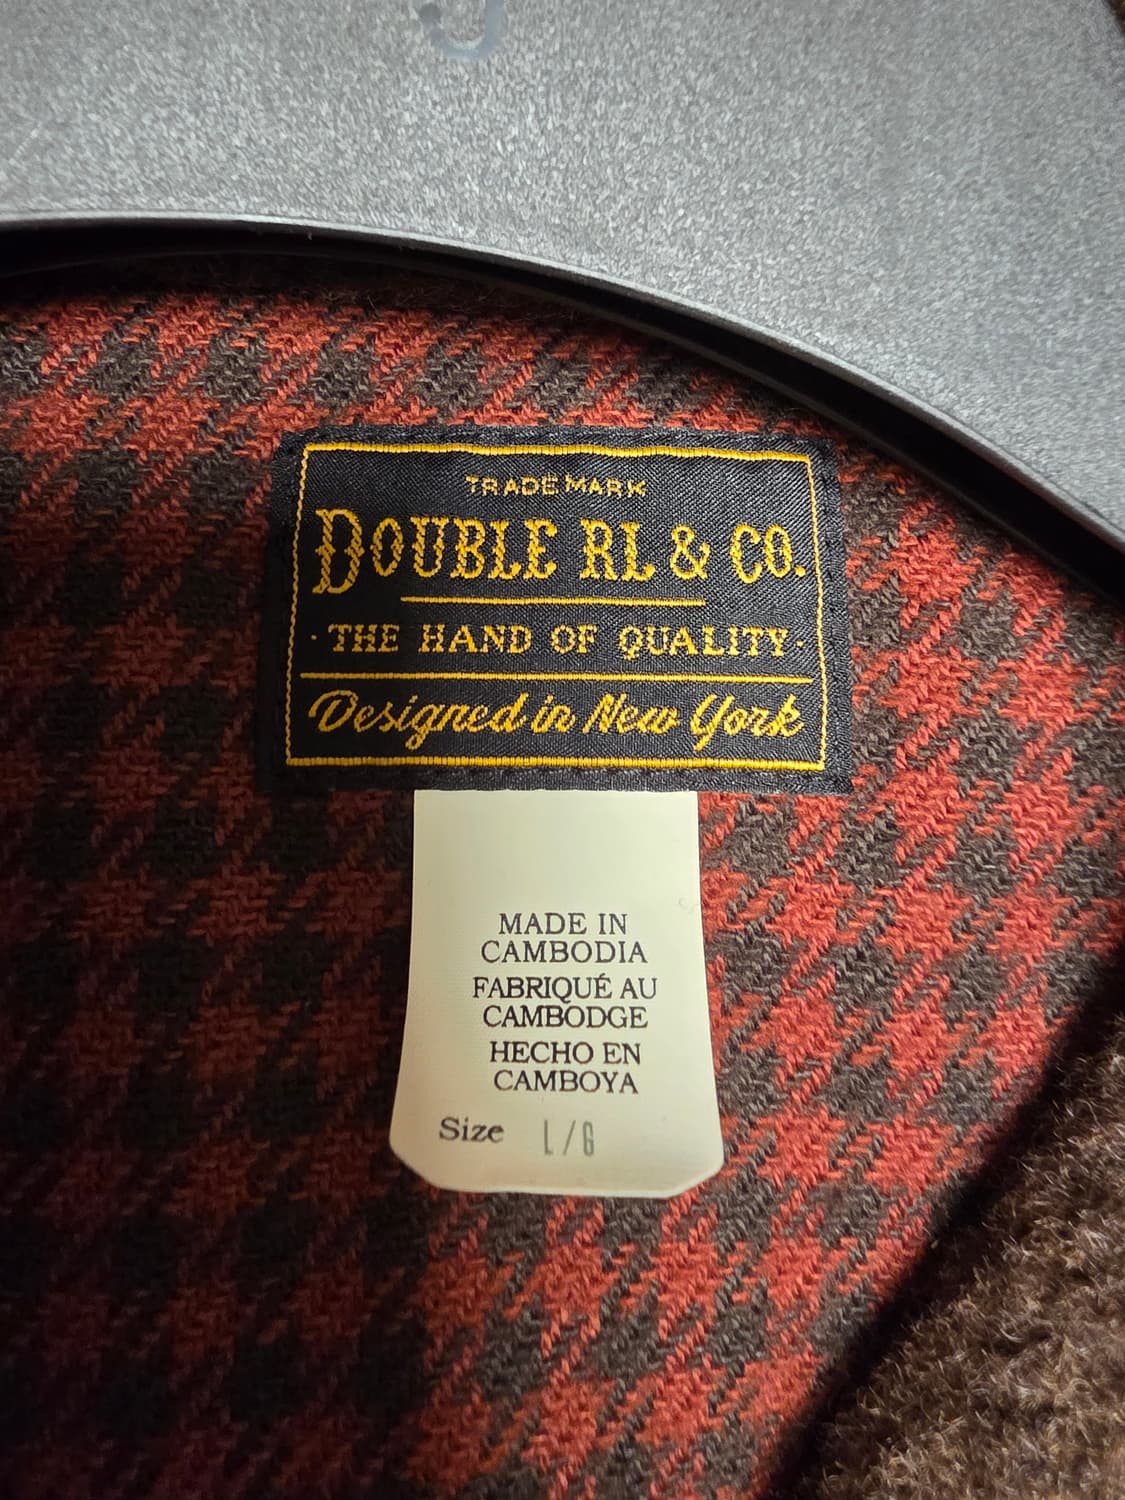 TRADE MARK
DOUBLE RL & CO.
· THE HAND OF QUALITY ·
Designed in New York
MADE IN
CAMBODIA
FABRIQUÉ AU
CAMBODGE
HECHO EN
CAMBOYA
Size L/G